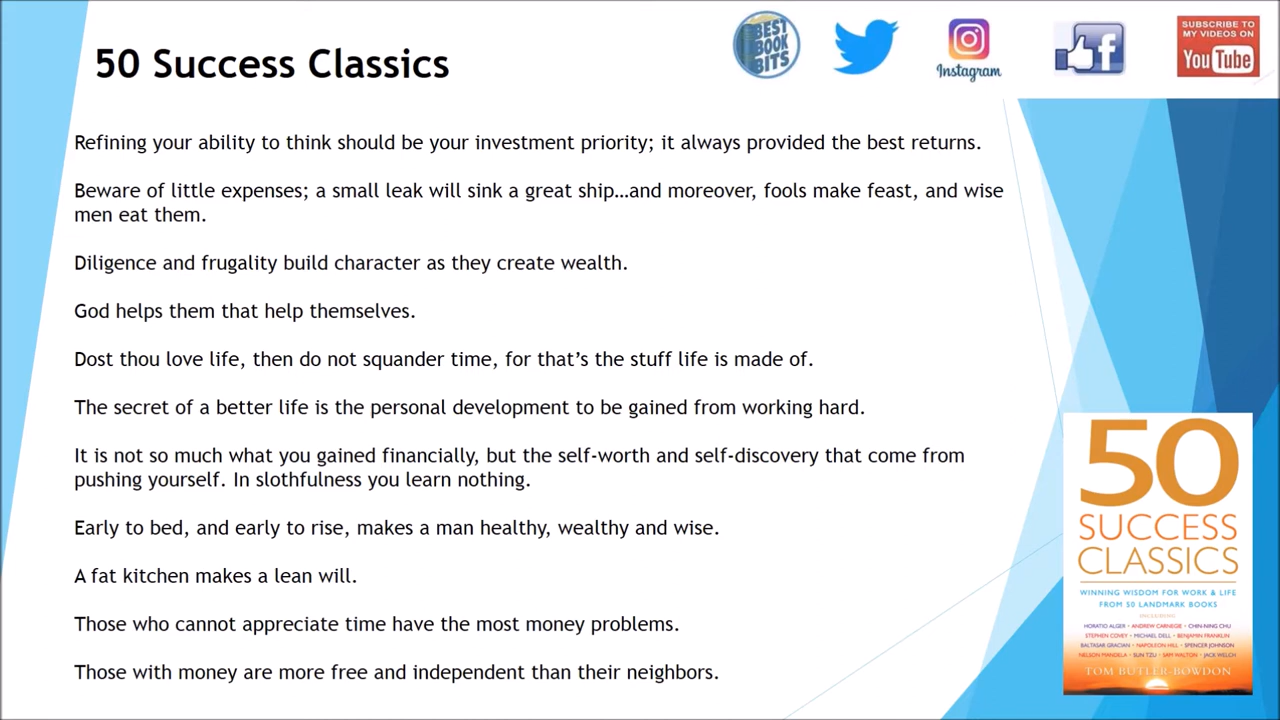 50 Success Classics
BEST
BOOK
BITS
Instagram
f
SUBSCRIBE TO
MY VIDEOS ON
YouTube
Refining your ability to think should be your investment priority; it always provided the best returns.
Beware of little expenses; a small leak will sink a great ship…and moreover, fools make feast, and wise
men eat them.
Diligence and frugality build character as they create wealth.
God helps them that help themselves.
Dost thou love life, then do not squander time, for that’s the stuff life is made of.
The secret of a better life is the personal development to be gained from working hard.
It is not so much what you gained financially, but the self-worth and self-discovery that come from
pushing yourself. In slothfulness you learn nothing.
Early to bed, and early to rise, makes a man healthy, wealthy and wise.
A fat kitchen makes a lean will.
Those who cannot appreciate time have the most money problems.
Those with money are more free and independent than their neighbors.
50
SUCCESS
CLASSICS
WINNING WISDOM FOR WORK & LIFE
FROM 50 LANDMARK BOOKS
INCLUDING
HORATIO ALGER • ANDREW CARNEGIE • CHIN-NING CHU
STEPHEN COVEY • MICHAEL DELL • BENJAMIN FRANKLIN
BALTASAR GRACIAN • NAPOLEON HILL • SPENCER JOHNSON
NELSON MANDELA • SUN TZU • SAM WALTON • JACK WELCH
TOM BUTLER-BOWDON